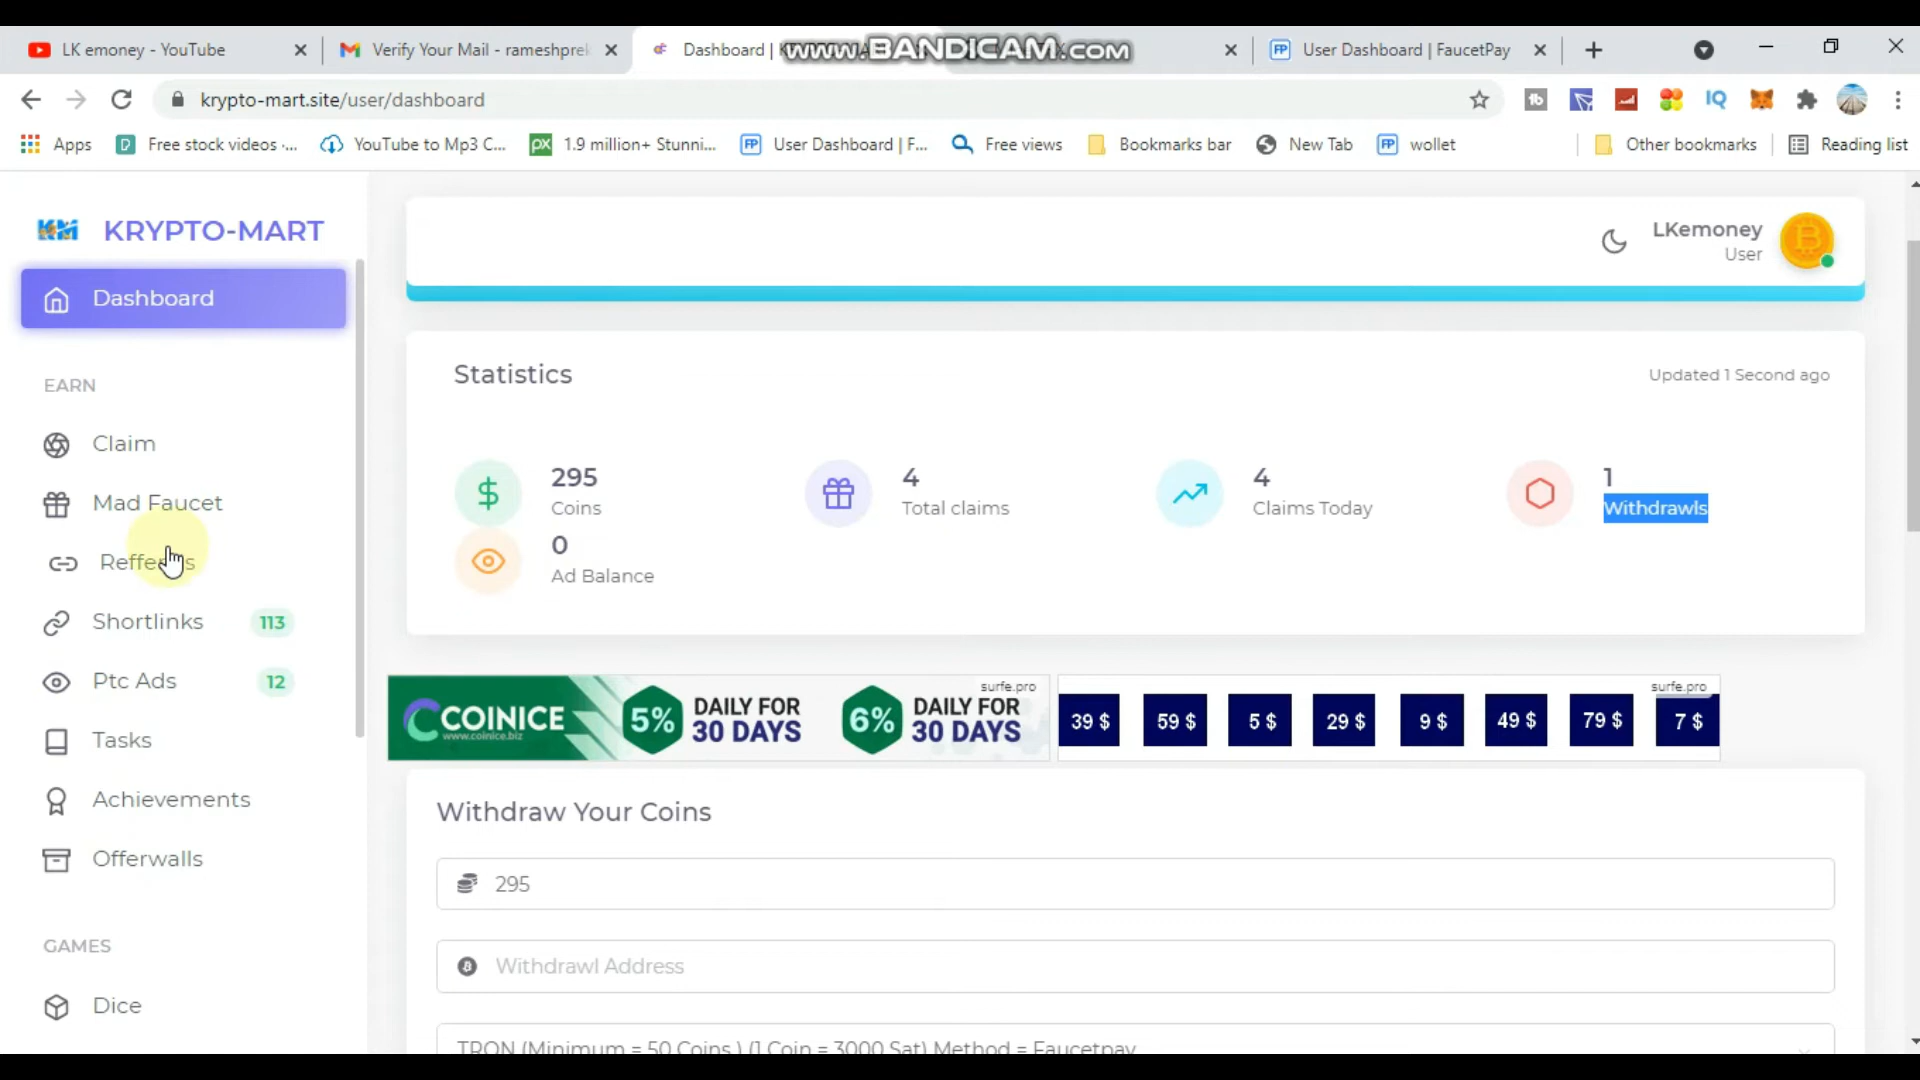 LK emoney - YouTube
Verify Your Mail - rameshprek
Dashboard |
www.BANDICAM.com
User Dashboard | FaucetPay
krypto-mart.site/user/dashboard
Apps
Free stock videos -...
YouTube to Mp3 C...
1.9 million+ Stunni...
User Dashboard | F...
Free views
Bookmarks bar
New Tab
wollet
Other bookmarks
Reading list
KRYPTO-MART
LKemoney
User
Dashboard
Statistics
Updated 1 Second ago
EARN
Claim
Mad Faucet
Shortlinks
113
Ptc Ads
12
Tasks
Achievements
Offerwalls
GAMES
Dice
295
Coins
4
Total claims
4
Claims Today
1
Withdrawls
0
Ad Balance
COINICE
www.coinice.biz
5% DAILY FOR 30 DAYS
6% DAILY FOR 30 DAYS
surfe.pro
39 $
59 $
5 $
29 $
9 $
49 $
79 $
7 $
surfe.pro
Withdraw Your Coins
295
Withdrawl Address
TRON (Minimum = 50 Coins ) (1 Coin = 3000 Sat) Method = Faucetpay